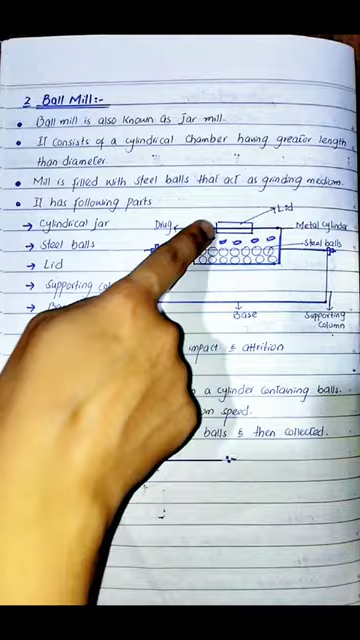 2 Ball Mill:-
• Ball mill is also known as jar mill.
• It consists of a cylindrical chamber having greater length
than diameter.
• Mill is filled with steel balls that act as grinding medium.
• It has following parts
→ Cylindrical jar
→ Steel balls
→ Lid
→ Supporting
→
Lid
Drug
Metal cylinder
Steel balls
Base
Supporting
column
impact & attrition
a cylinder containing balls.
speed.
balls & then collected.